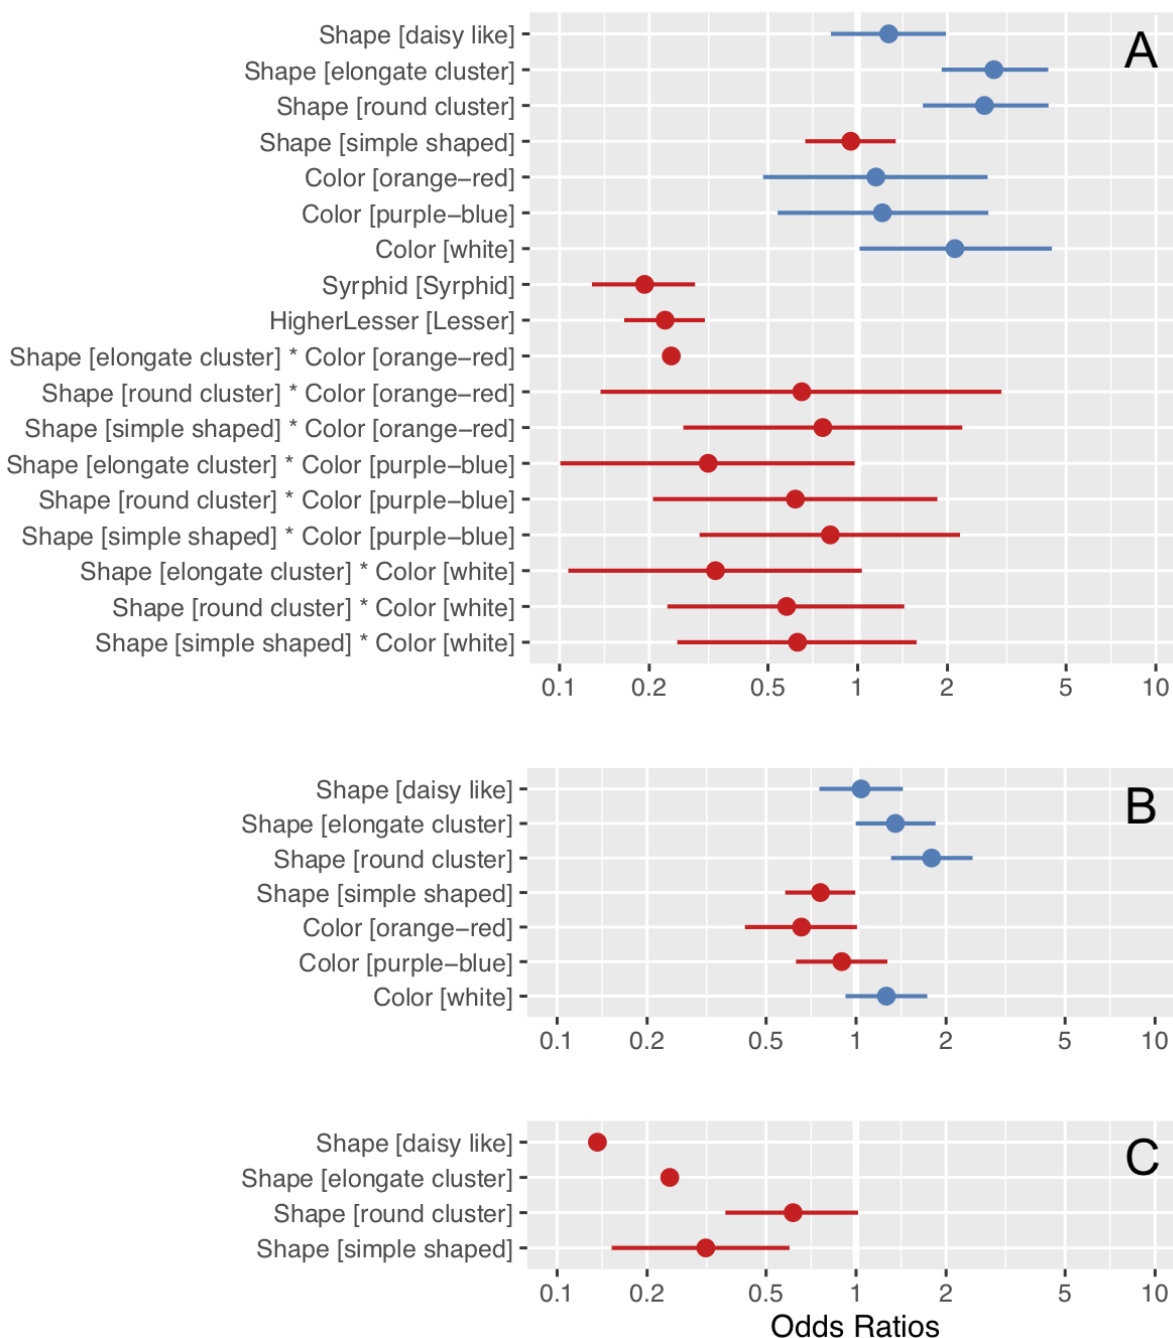 A
Shape [daisy like]
Shape [elongate cluster]
Shape [round cluster]
Shape [simple shaped]
Color [orange−red]
Color [purple−blue]
Color [white]
Syrphid [Syrphid]
HigherLesser [Lesser]
Shape [elongate cluster] * Color [orange−red]
Shape [round cluster] * Color [orange−red]
Shape [simple shaped] * Color [orange−red]
Shape [elongate cluster] * Color [purple−blue]
Shape [round cluster] * Color [purple−blue]
Shape [simple shaped] * Color [purple−blue]
Shape [elongate cluster] * Color [white]
Shape [round cluster] * Color [white]
Shape [simple shaped] * Color [white]
0.1 0.2 0.5 1 2 5 10
B
Shape [daisy like]
Shape [elongate cluster]
Shape [round cluster]
Shape [simple shaped]
Color [orange−red]
Color [purple−blue]
Color [white]
0.1 0.2 0.5 1 2 5 10
C
Shape [daisy like]
Shape [elongate cluster]
Shape [round cluster]
Shape [simple shaped]
0.1 0.2 0.5 1 2 5 10
Odds Ratios